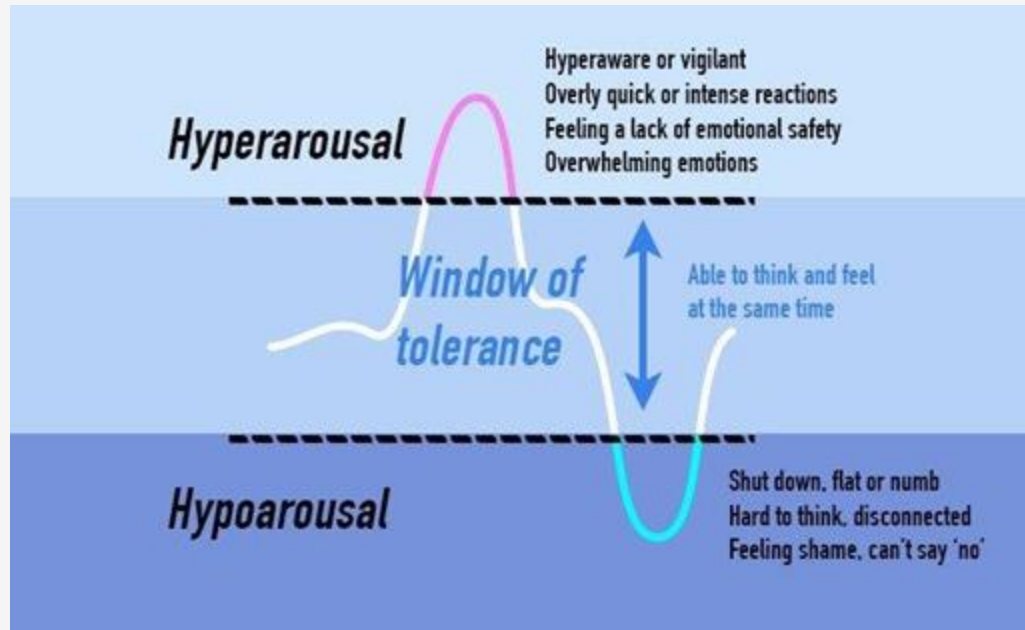 Hyperarousal
Hyperaware or vigilant
Overly quick or intense reactions
Feeling a lack of emotional safety
Overwhelming emotions
Window of
tolerance
Able to think and feel
at the same time
Hypoarousal
Shut down, flat or numb
Hard to think, disconnected
Feeling shame, can't say 'no'